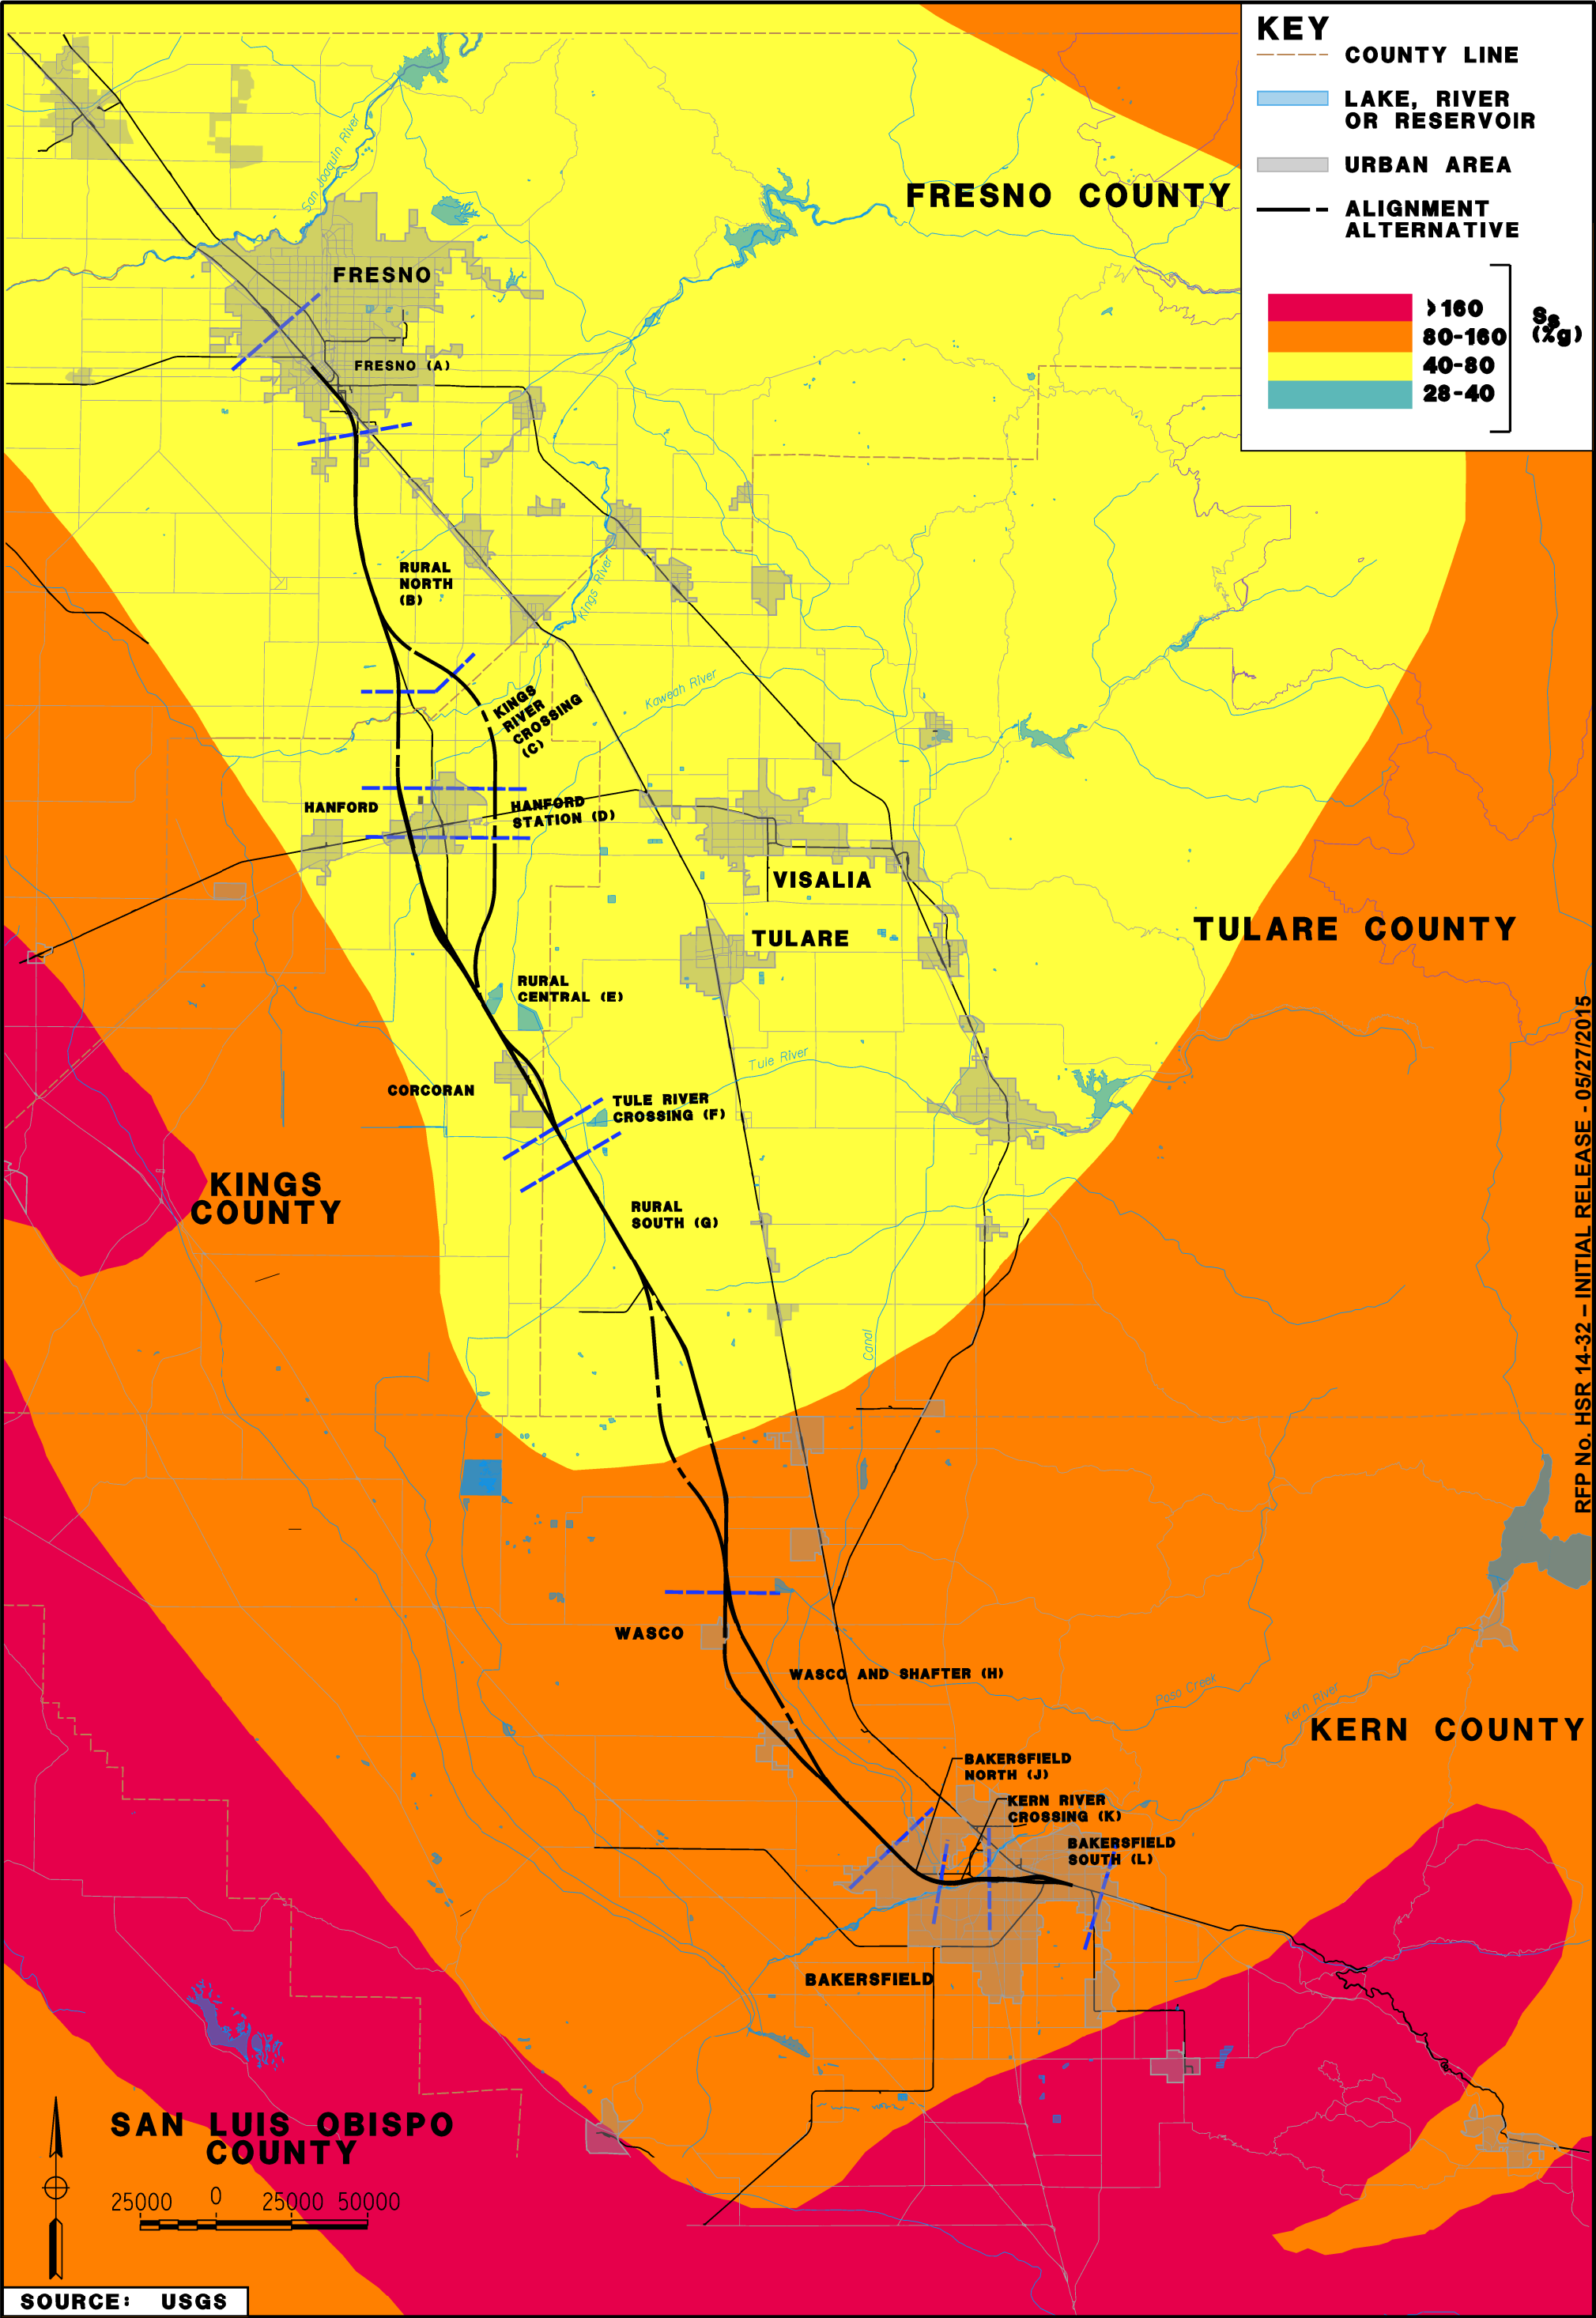 KEY
COUNTY LINE
LAKE, RIVER
OR RESERVOIR
URBAN AREA
ALIGNMENT
ALTERNATIVE
>160
80-160
40-80
28-40
Ss
(%g)
San Joaquin River
FRESNO COUNTY
FRESNO
FRESNO (A)
RURAL
NORTH
(B)
Kings River
KINGS
RIVER
CROSSING
(C)
Kaweah River
HANFORD
HANFORD
STATION (D)
VISALIA
TULARE
TULARE COUNTY
RURAL
CENTRAL (E)
Tule River
CORCORAN
TULE RIVER
CROSSING (F)
KINGS
COUNTY
RURAL
SOUTH (G)
Canal
WASCO
WASCO AND SHAFTER (H)
Poso Creek
Kern River
KERN COUNTY
BAKERSFIELD
NORTH (J)
KERN RIVER
CROSSING (K)
BAKERSFIELD
SOUTH (L)
BAKERSFIELD
SAN LUIS OBISPO
COUNTY
25000 0 25000 50000
SOURCE: USGS
RFP No. HSR 14-32 – INITIAL RELEASE - 05/27/2015